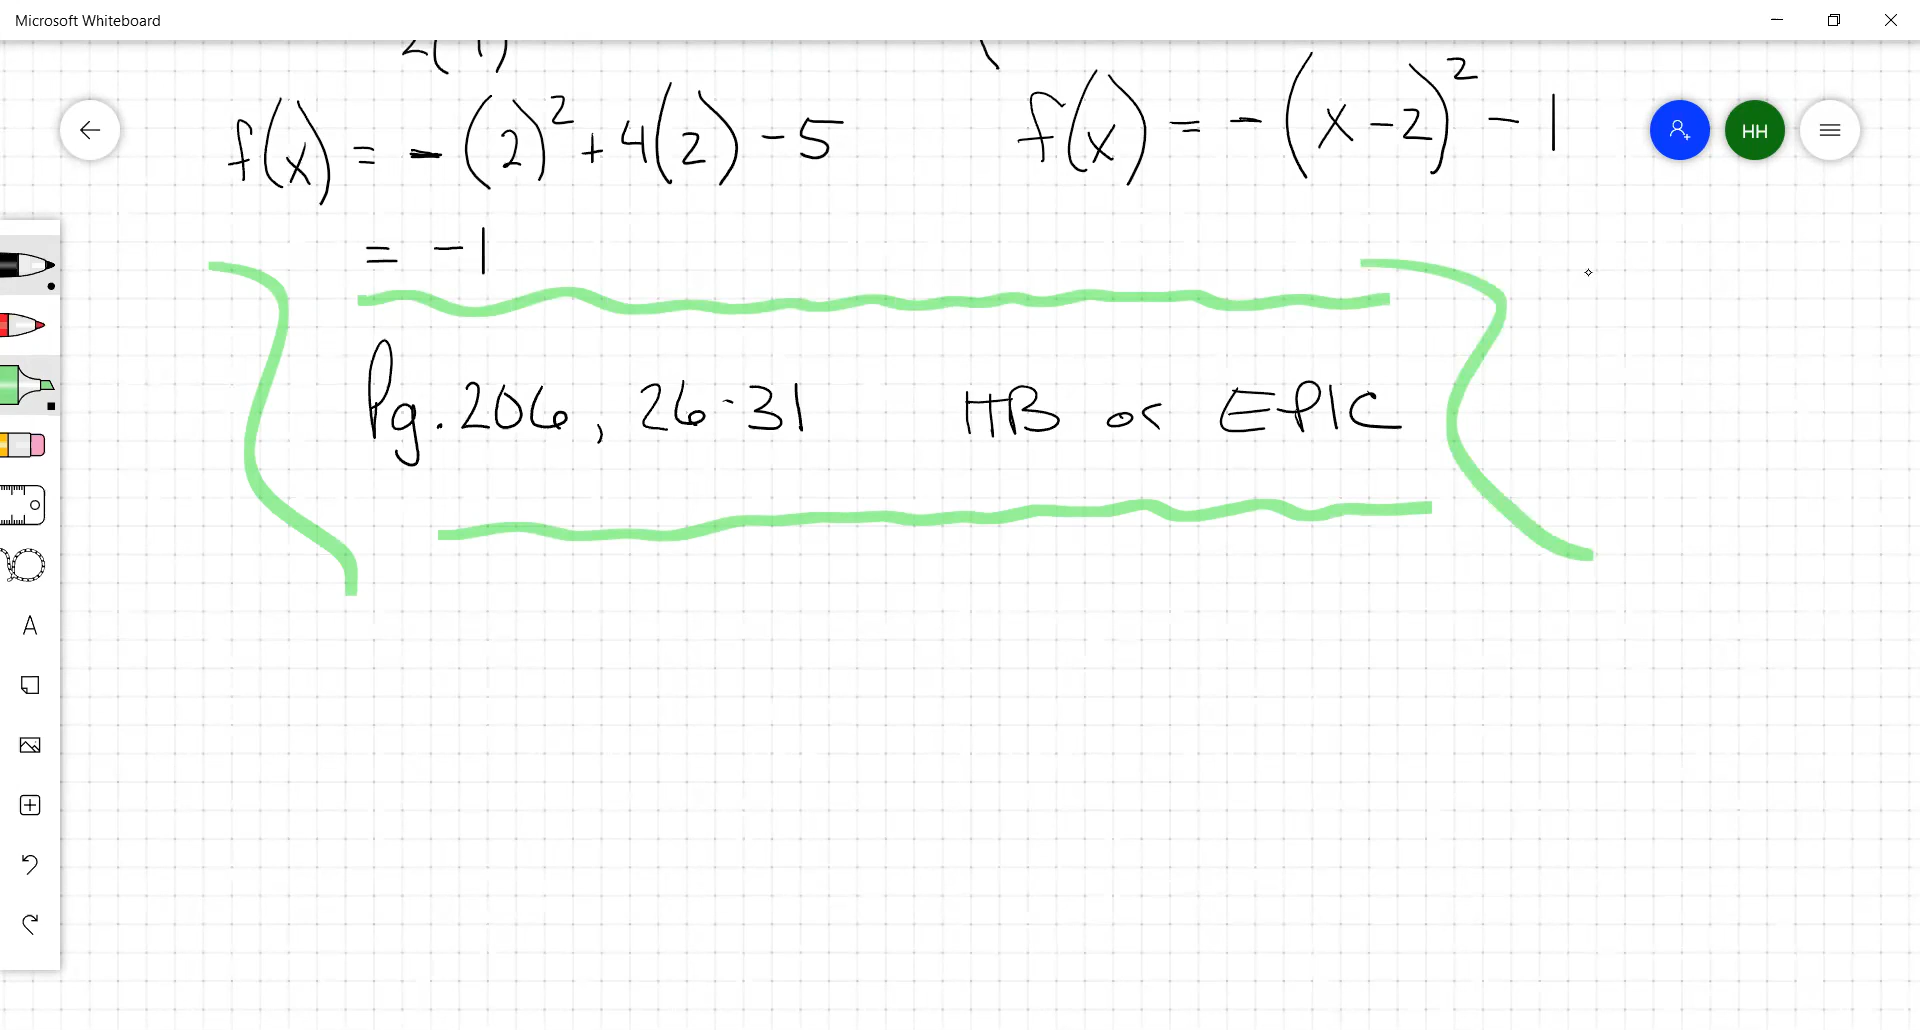 Microsoft Whiteboard
f(x) = -(2)² + 4(2) - 5
f(x) = -(x-2)² - 1
= -1
HH
Pg. 206, 26-31 HB or EPIC
A